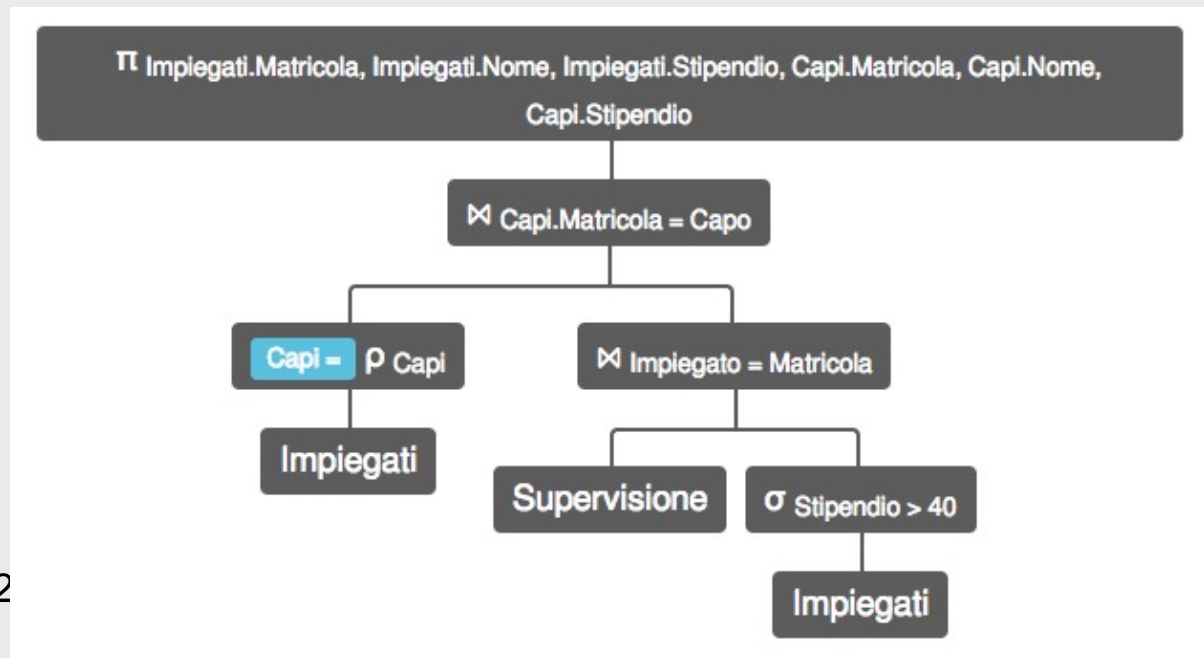 π Impiegati.Matricola, Impiegati.Nome, Impiegati.Stipendio, Capi.Matricola, Capi.Nome,
Capi.Stipendio
⋈ Capi.Matricola = Capo
Capi = ρ Capi
⋈ Impiegato = Matricola
Impiegati
Supervisione
σ Stipendio > 40
2
Impiegati